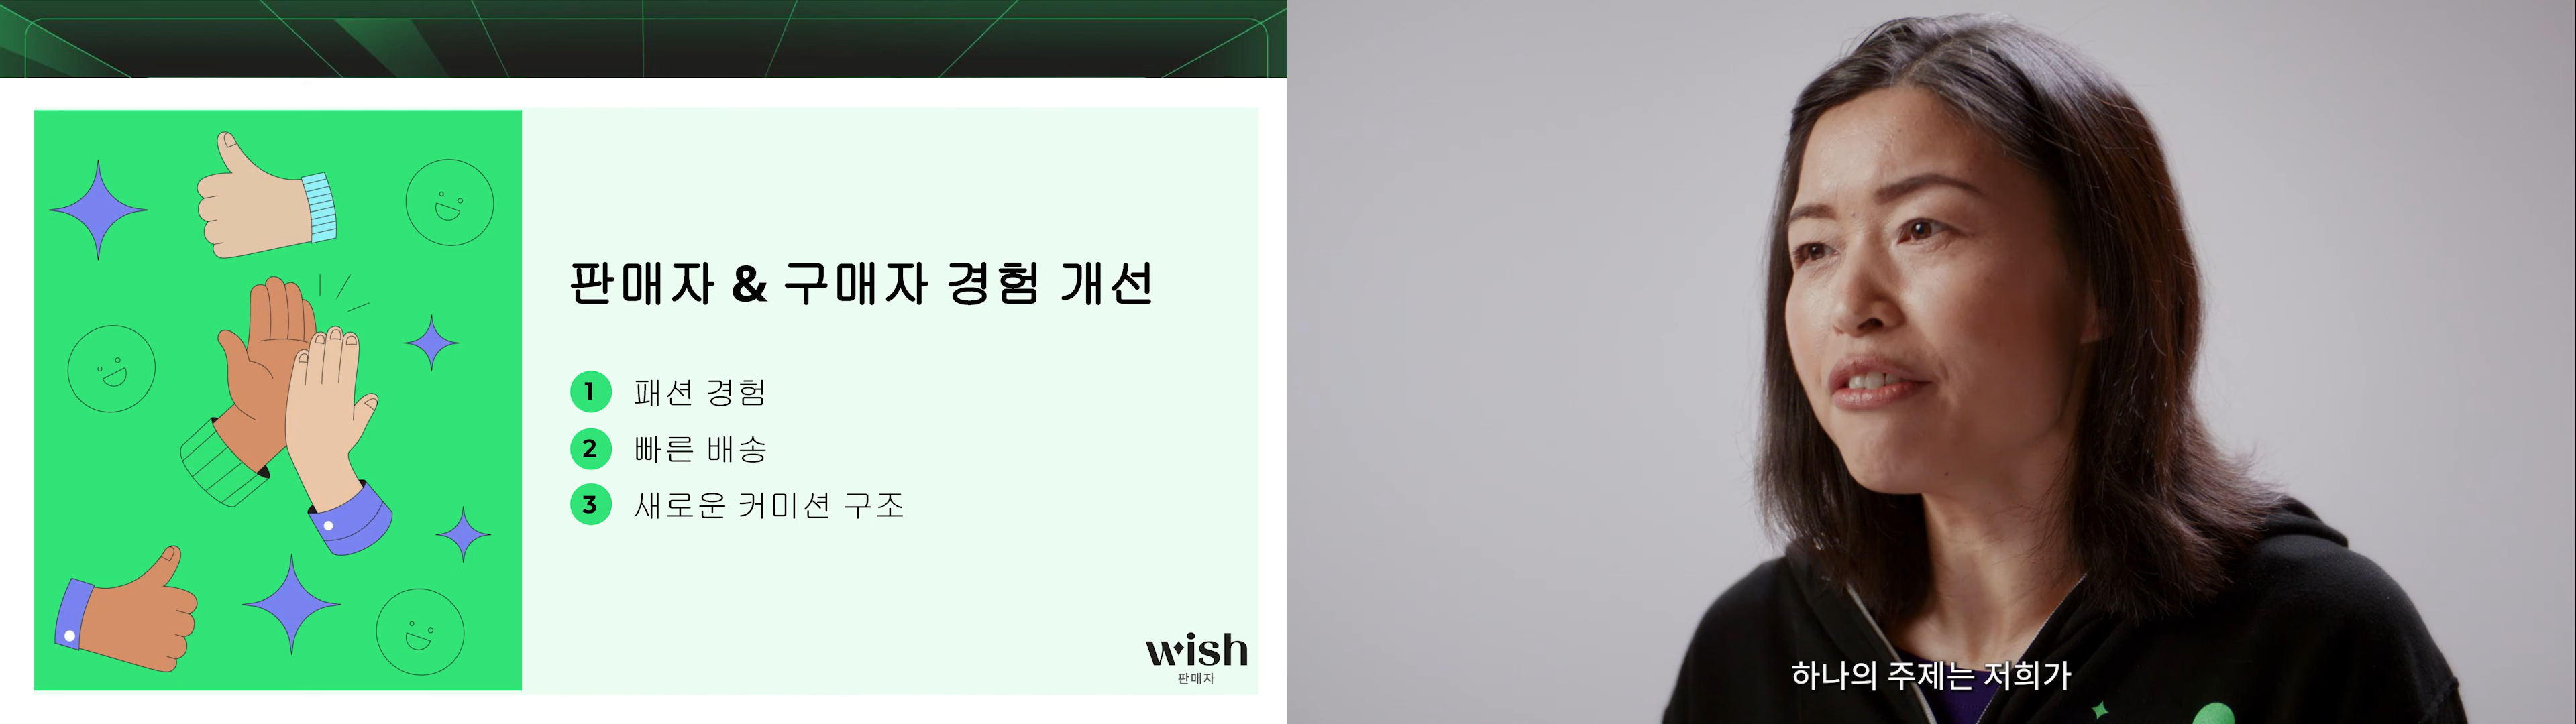 판매자 & 구매자 경험 개선
1 패션 경험
2 빠른 배송
3 새로운 커미션 구조
wish
판매자
하나의 주제는 저희가